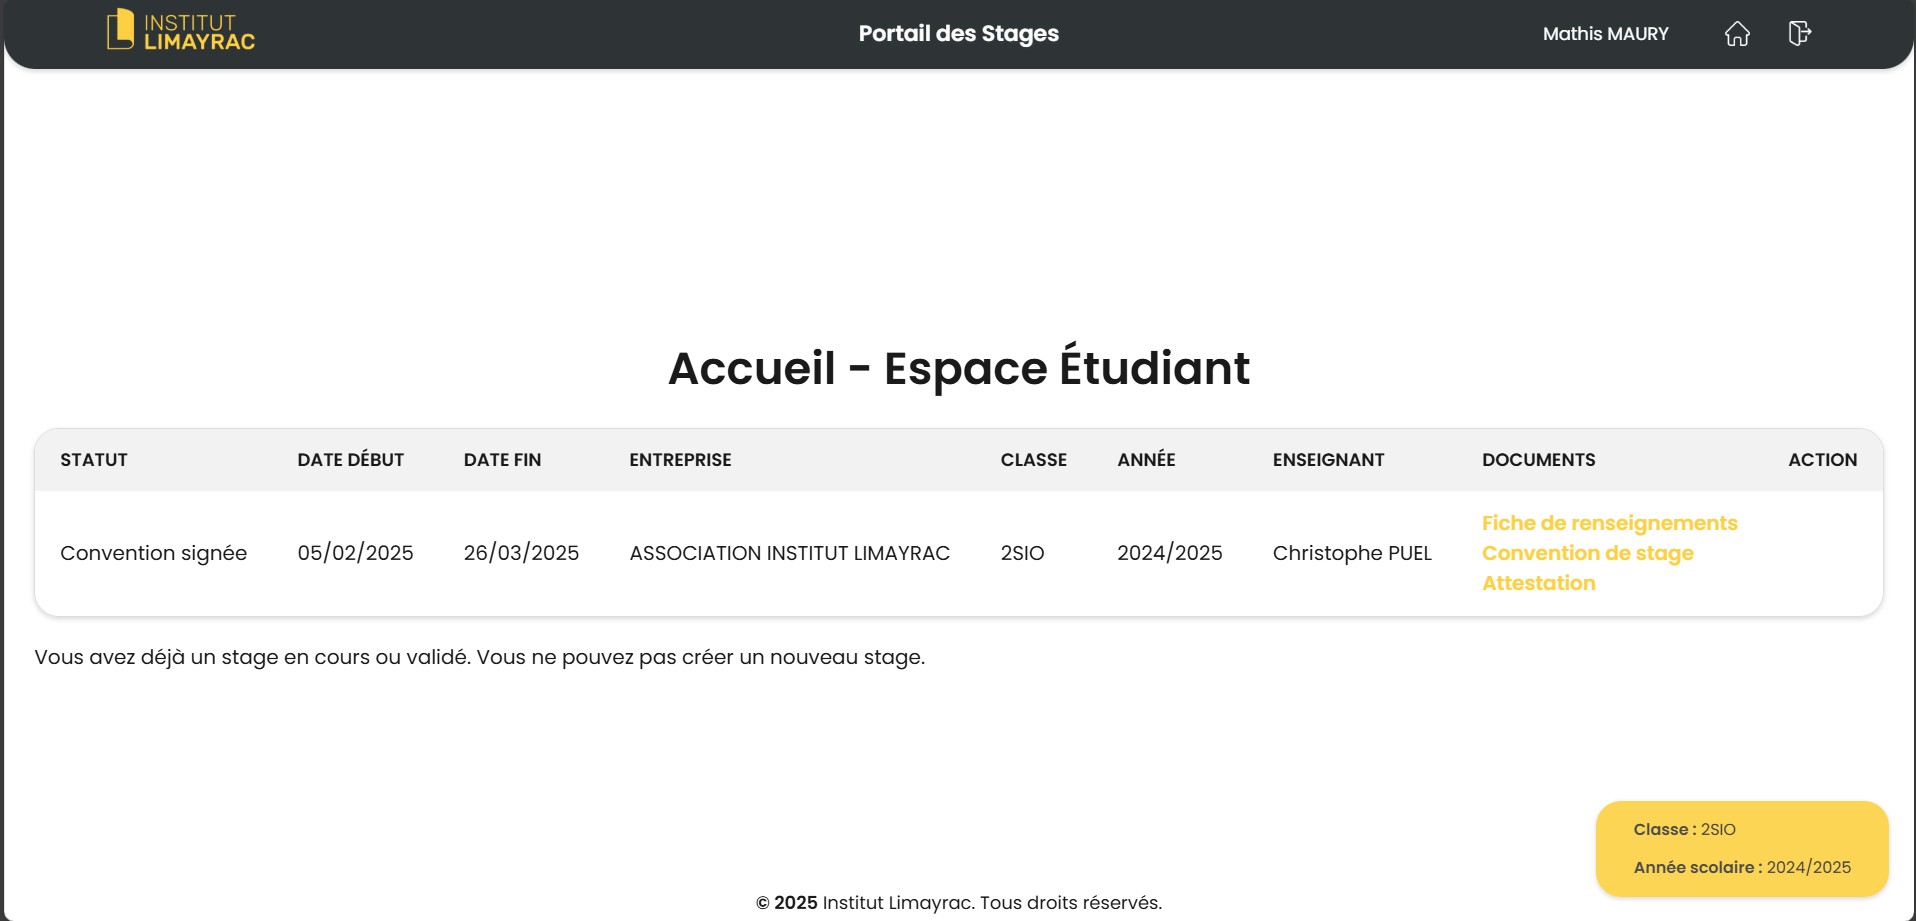 INSTITUT
LIMAYRAC
Portail des Stages
Mathis MAURY
Accueil - Espace Étudiant
STATUT DATE DÉBUT DATE FIN ENTREPRISE CLASSE ANNÉE ENSEIGNANT DOCUMENTS ACTION
Convention signée 05/02/2025 26/03/2025 ASSOCIATION INSTITUT LIMAYRAC 2SIO 2024/2025 Christophe PUEL Fiche de renseignements
Convention de stage
Attestation
Vous avez déjà un stage en cours ou validé. Vous ne pouvez pas créer un nouveau stage.
Classe : 2SIO
Année scolaire : 2024/2025
© 2025 Institut Limayrac. Tous droits réservés.